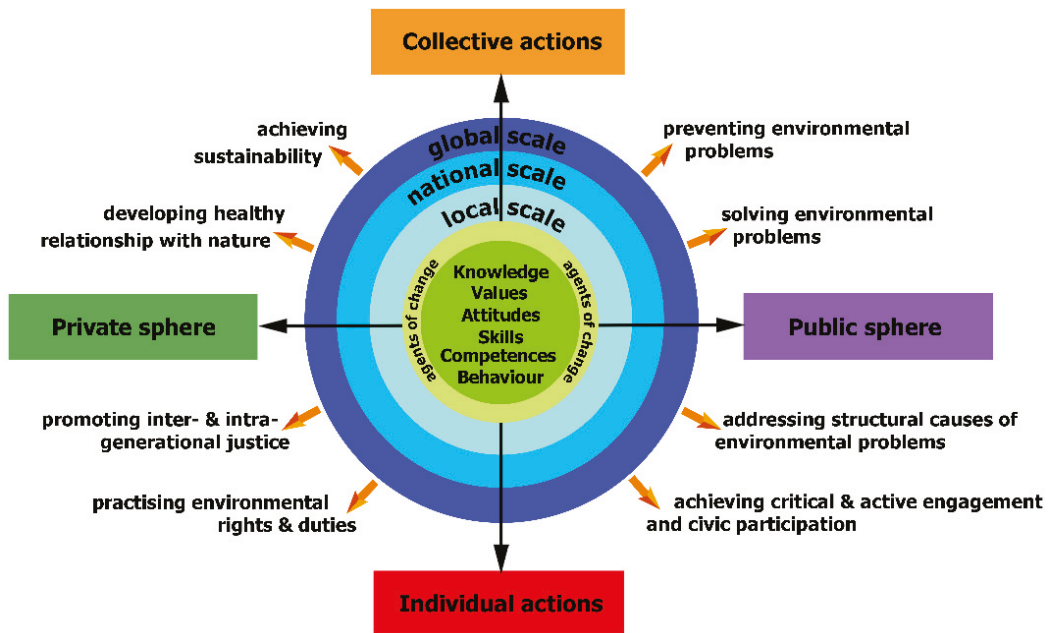 Collective actions
achieving
sustainability
preventing environmental
problems
global scale
national scale
local scale
developing healthy
relationship with nature
solving environmental
problems
agents of change
Knowledge
Values
Attitudes
Skills
Competences
Behaviour
agents of change
Private sphere
Public sphere
promoting inter- & intra-
generational justice
addressing structural causes of
environmental problems
practising environmental
rights & duties
achieving critical & active engagement
and civic participation
Individual actions